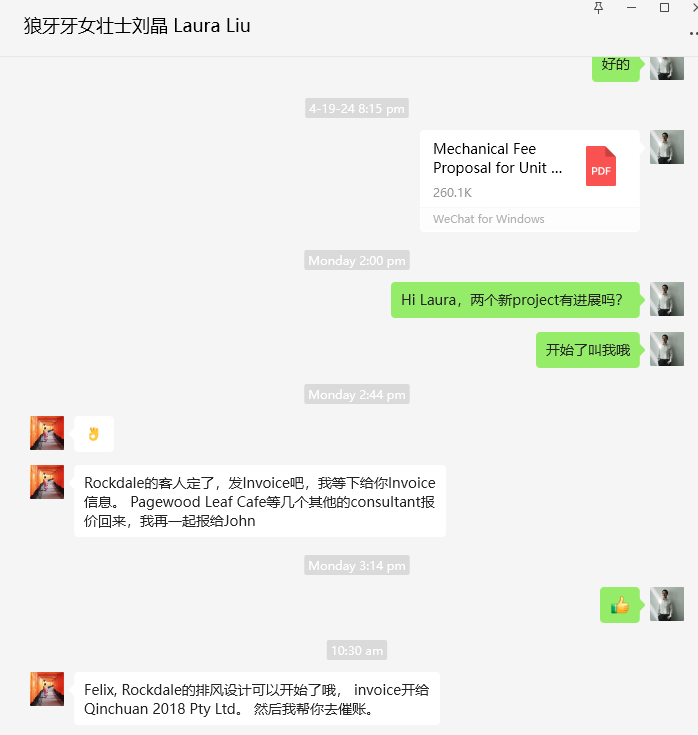 狼牙牙女壮士刘晶 Laura Liu
好的
4-19-24 8:15 pm
Mechanical Fee
Proposal for Unit ...
PDF
260.1K
WeChat for Windows
Monday 2:00 pm
Hi Laura，两个新project有进展吗？
开始了叫我哦
Monday 2:44 pm
Rockdale的客人定了，发Invoice吧，我等下给你Invoice
信息。 Pagewood Leaf Cafe等几个其他的consultant报
价回来，我再一起报给John
Monday 3:14 pm
10:30 am
Felix, Rockdale的排风设计可以开始了哦， invoice开给
Qinchuan 2018 Pty Ltd。 然后我帮你去催账。